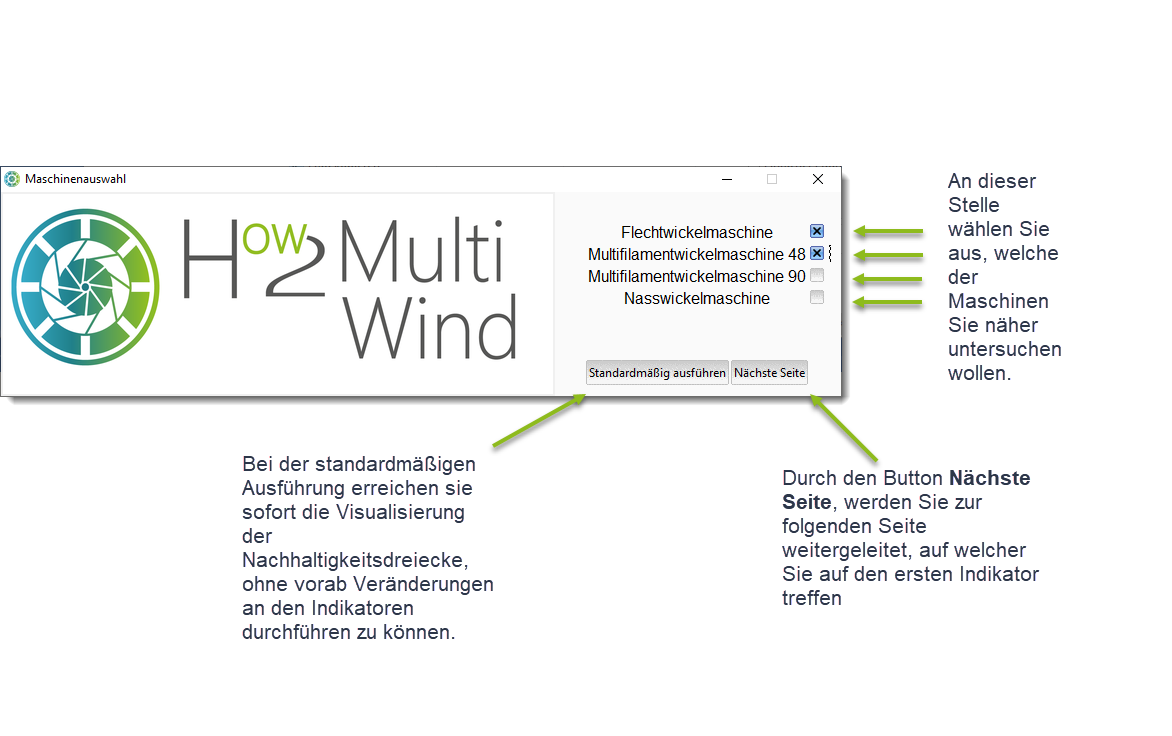 Maschinenauswahl
How2 Multi
Wind
Flechtwickelmaschine
Multifilamentwickelmaschine 48
Multifilamentwickelmaschine 90
Nasswickelmaschine
Standardmäßig ausführen Nächste Seite
An dieser
Stelle
wählen Sie
aus, welche
der
Maschinen
Sie näher
untersuchen
wollen.
Bei der standardmäßigen
Ausführung erreichen sie
sofort die Visualisierung
der
Nachhaltigkeitsdreiecke,
ohne vorab Veränderungen
an den Indikatoren
durchführen zu können.
Durch den Button Nächste
Seite, werden Sie zur
folgenden Seite
weitergeleitet, auf welcher
Sie auf den ersten Indikator
treffen